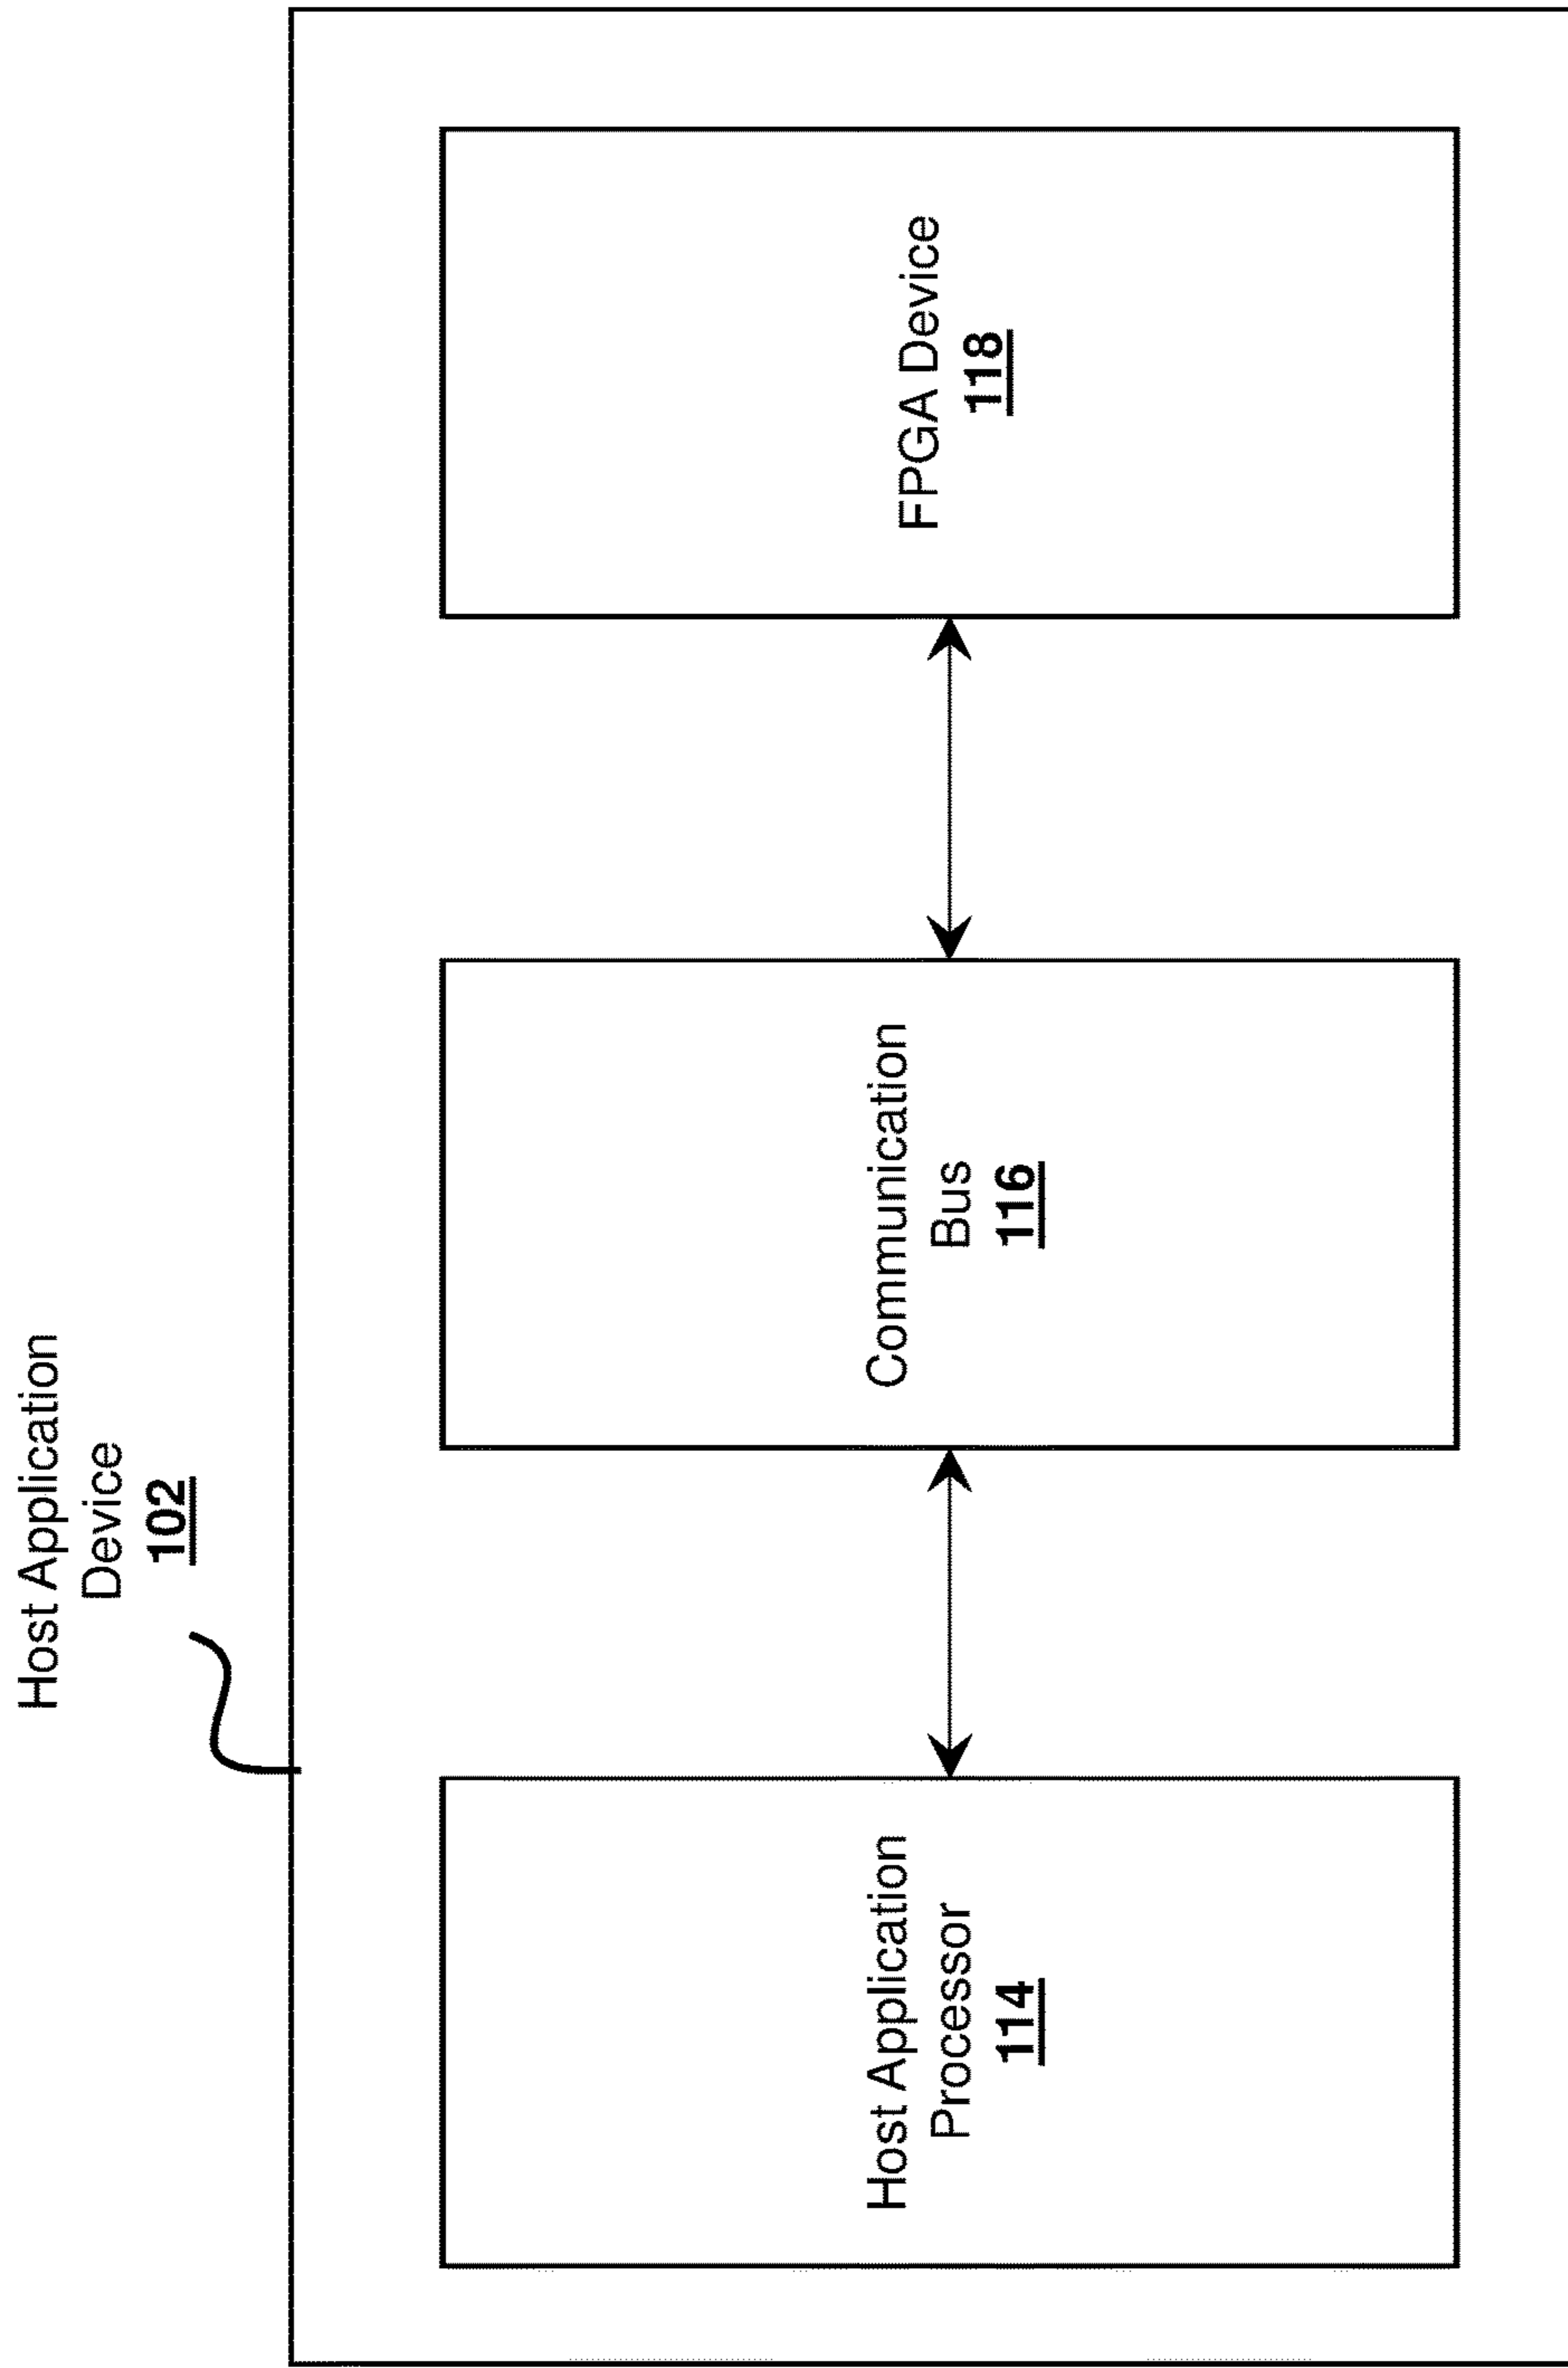 Host Application
Device
102
Host Application
Processor
114
Communication
Bus
116
FPGA Device
118